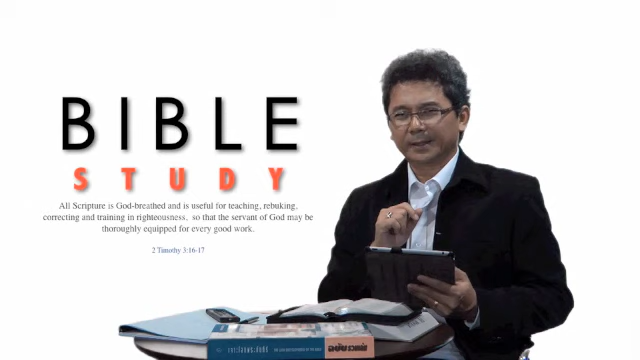 BIBLE
STUDY
All Scripture is God-breathed and is useful for teaching, rebuking,
correcting and training in righteousness, so that the servant of God may be
thoroughly equipped for every good work.
2 Timothy 3:16-17